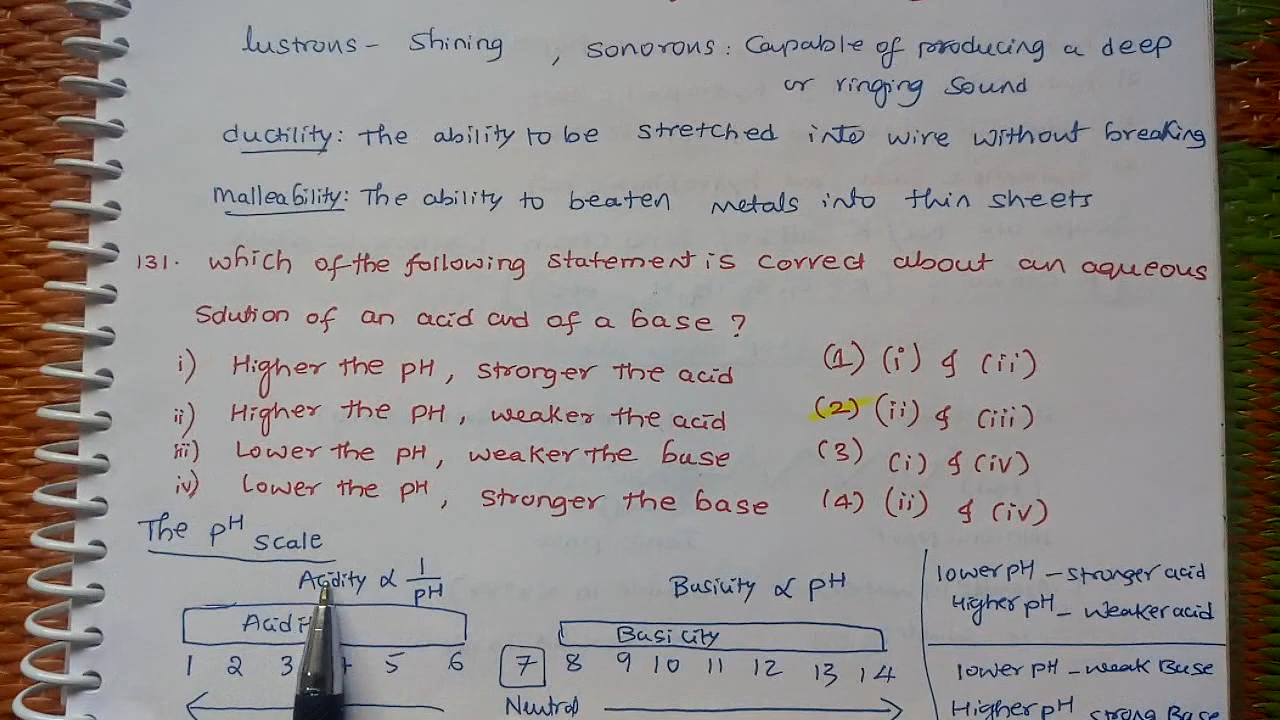 lustrous - Shining , sonorous : Capable of producing a deep
or ringing Sound
ductility : The ability to be stretched into wire without breaking
Malleability : The ability to beaten Metals into thin sheets
131. which of the following statement is correct about an aqueous
Solution of an acid and of a base ?
i) Higher the pH, stronger the acid (1) (i) & (ii)
ii) Higher the pH, weaker the acid (2) (ii) & (iii)
iii) Lower the pH, weaker the base (3) (i) & (iv)
iv) Lower the pH, Stronger the base (4) (ii) & (iv)
The pH Scale
Acidity ∝ 1/pH Basicity ∝ pH
Basicity
1 2 3 5 6 7 8 9 10 11 12 13 14
Neutral
lower pH - stronger acid
Higher pH - weaker acid
lower pH - weak Base
Higher pH strong Base